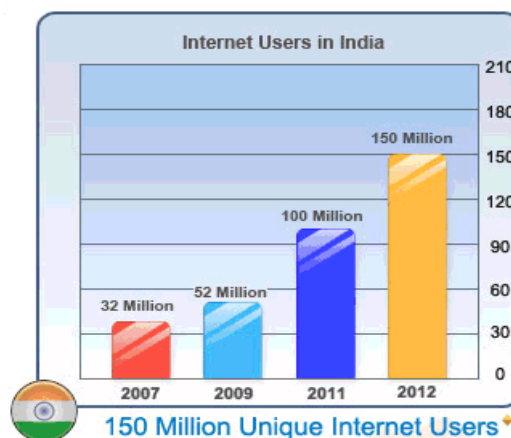 Internet Users in India
210
180
150 Million
150
120
100 Million
90
52 Million
60
32 Million
30
0
2007 2009 2011 2012
150 Million Unique Internet Users